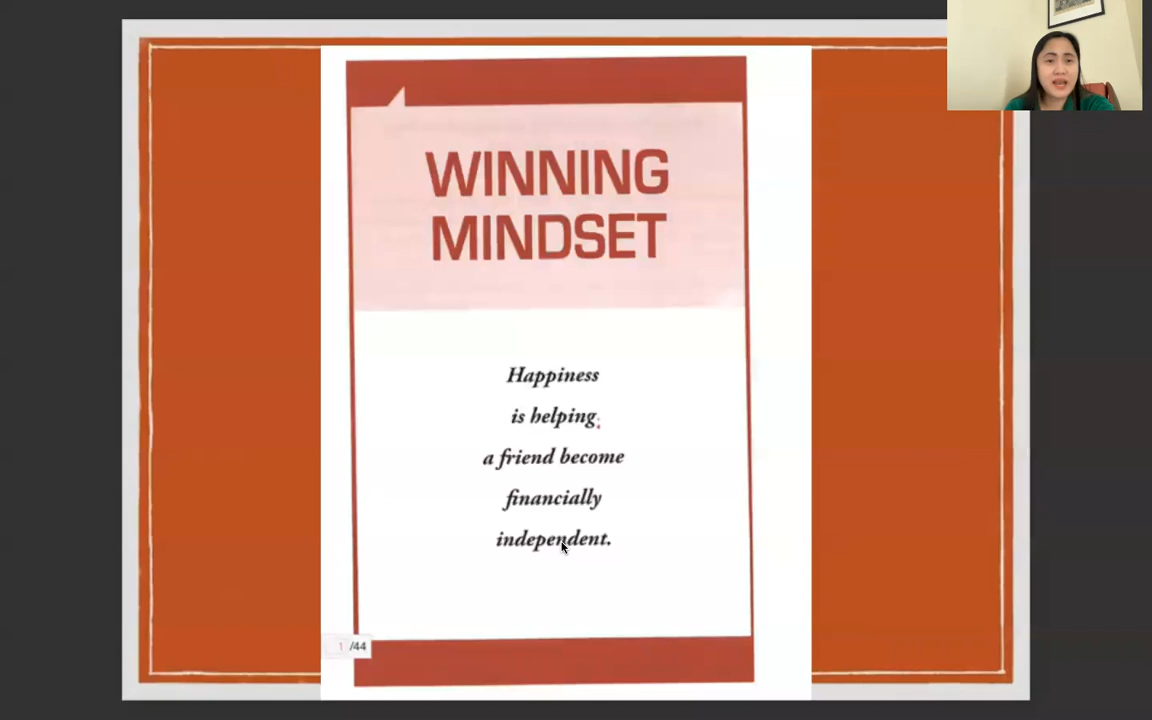 WINNING
MINDSET
Happiness
is helping
a friend become
financially
independent.
1 /44